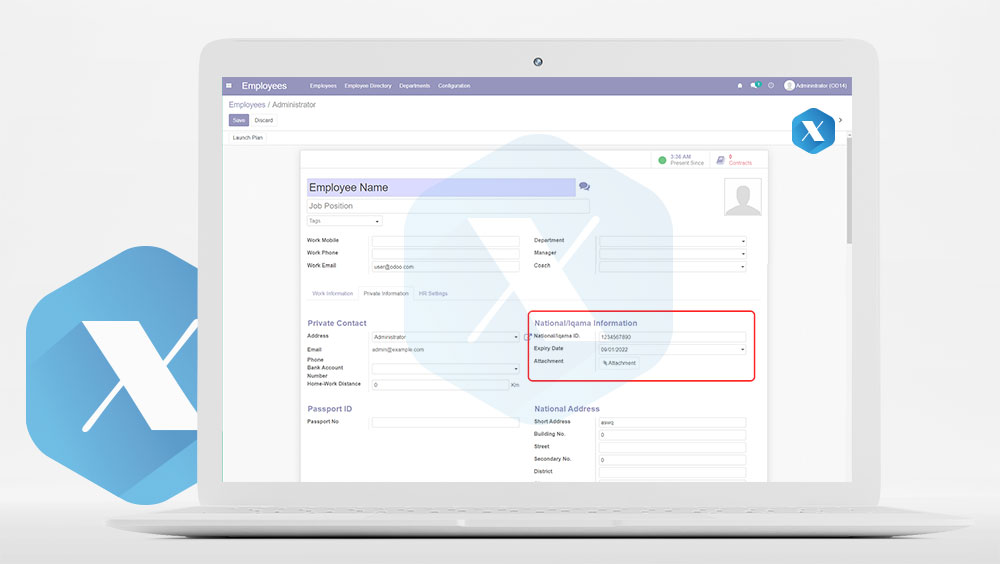 Employees Employees Employee Directory Departments Configuration Administrator (OD14)
Employees / Administrator
Save Discard
Launch Plan
3:36 AM
Present Since
0
Contracts
Employee Name
Job Position
Tags
Work Mobile
Work Phone
Work Email user@odoo.com
Department
Manager
Coach
Work Information Private Information HR Settings
Private Contact
Address Administrator
Email admin@example.com
Phone
Bank Account
Number
Home-Work Distance 0 Km
National/Iqama Information
National/Iqama ID. 1234567890
Expiry Date 09/01/2022
Attachment Attachment
Passport ID
Passport No
National Address
Short Address aswq
Building No. 0
Street
Secondary No. 0
District